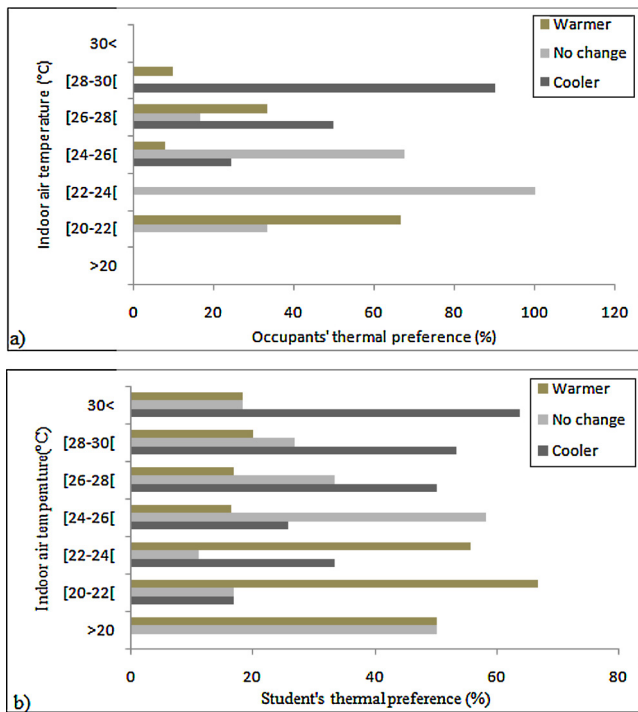 Warmer
No change
Cooler
Indoor air temperature (°C)
30<
[28-30[
[26-28[
[24-26[
[22-24[
[20-22[
>20
0 20 40 60 80 100 120
Occupants' thermal preference (%)
a)
Warmer
No change
Cooler
Indoor air tempemture(°C)
30<
[28-30[
[26-28[
[24-26[
[22-24[
[20-22[
>20
0 20 40 60 80
Student's thermal preference (%)
b)